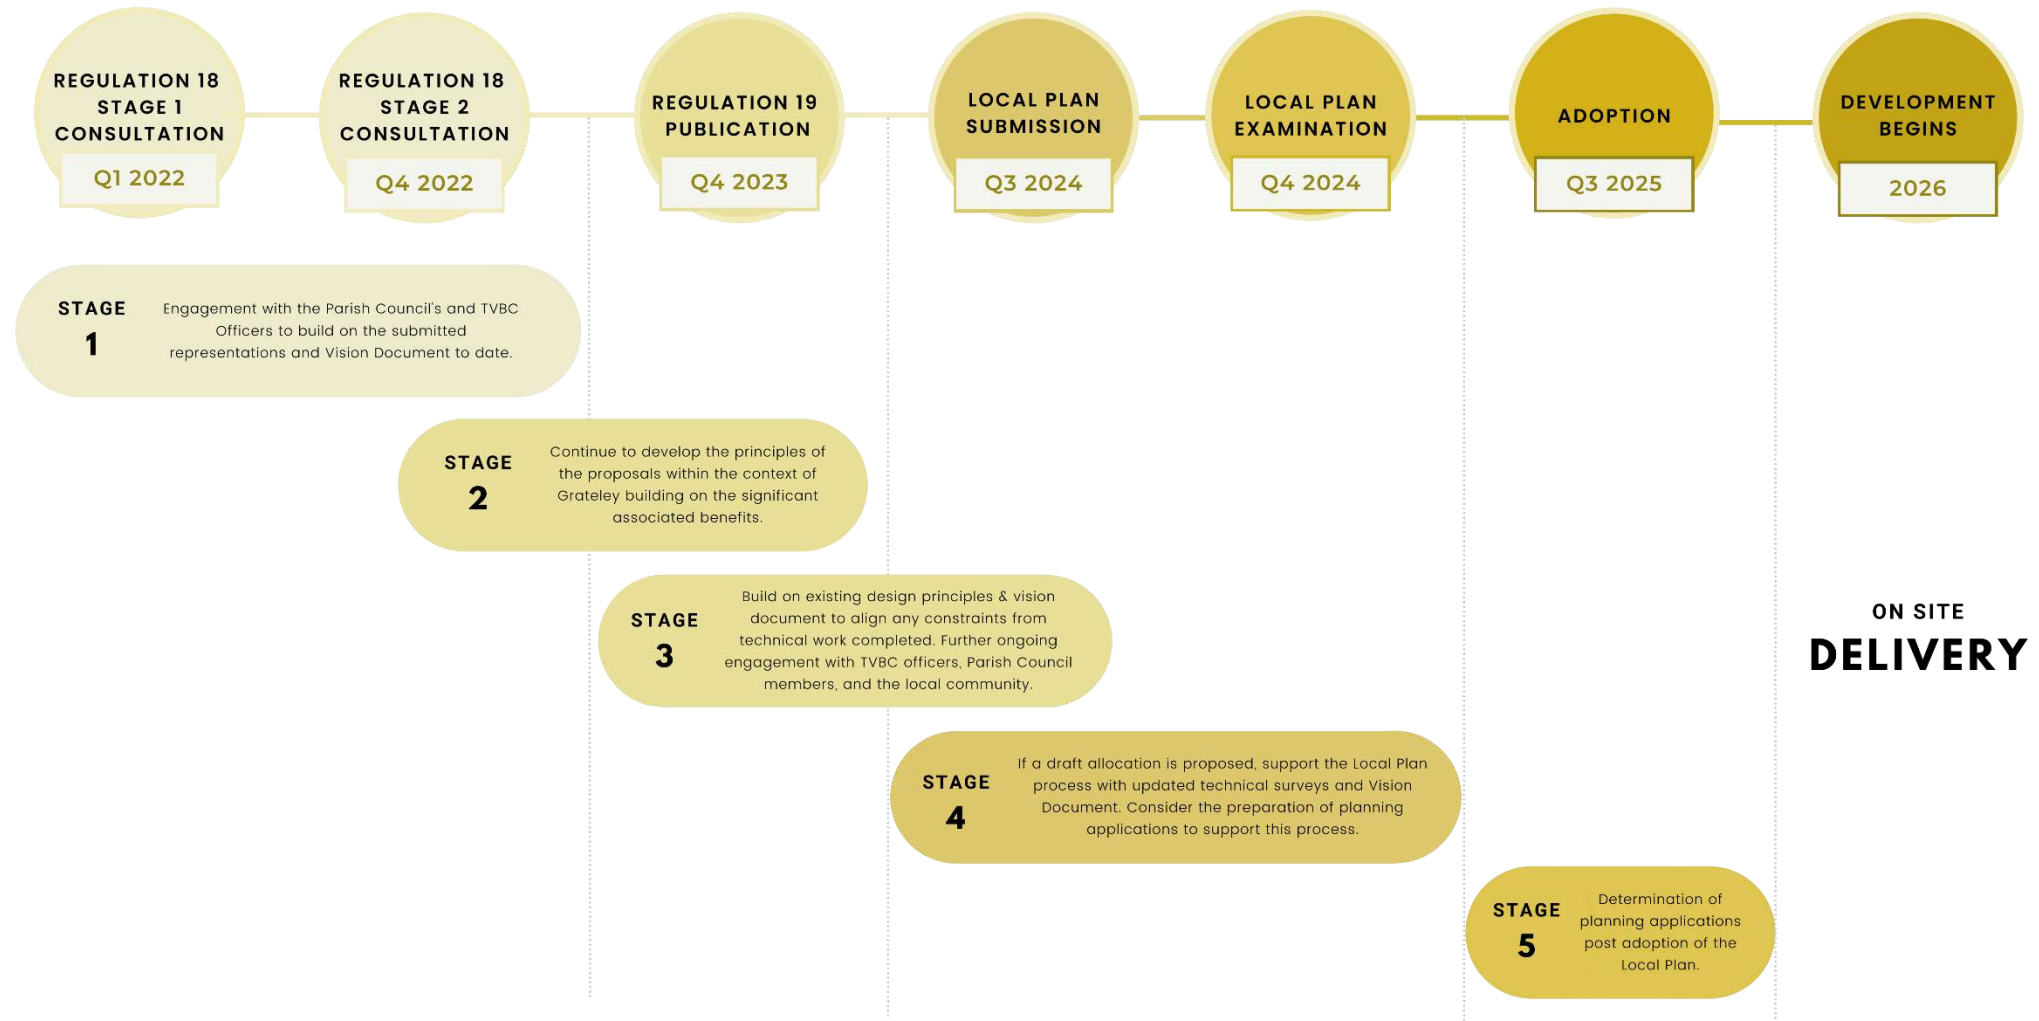 REGULATION 18
STAGE 1
CONSULTATION
Q1 2022
REGULATION 18
STAGE 2
CONSULTATION
Q4 2022
REGULATION 19
PUBLICATION
Q4 2023
LOCAL PLAN
SUBMISSION
Q3 2024
LOCAL PLAN
EXAMINATION
Q4 2024
ADOPTION
Q3 2025
DEVELOPMENT
BEGINS
2026
STAGE
1
Engagement with the Parish Council's and TVBC
Officers to build on the submitted
representations and Vision Document to date.
STAGE
2
Continue to develop the principles of
the proposals within the context of
Grateley building on the significant
associated benefits.
STAGE
3
Build on existing design principles & vision
document to align any constraints from
technical work completed. Further ongoing
engagement with TVBC officers, Parish Council
members, and the local community.
ON SITE
DELIVERY
STAGE
4
If a draft allocation is proposed, support the Local Plan
process with updated technical surveys and Vision
Document. Consider the preparation of planning
applications to support this process.
STAGE
5
Determination of
planning applications
post adoption of the
Local Plan.